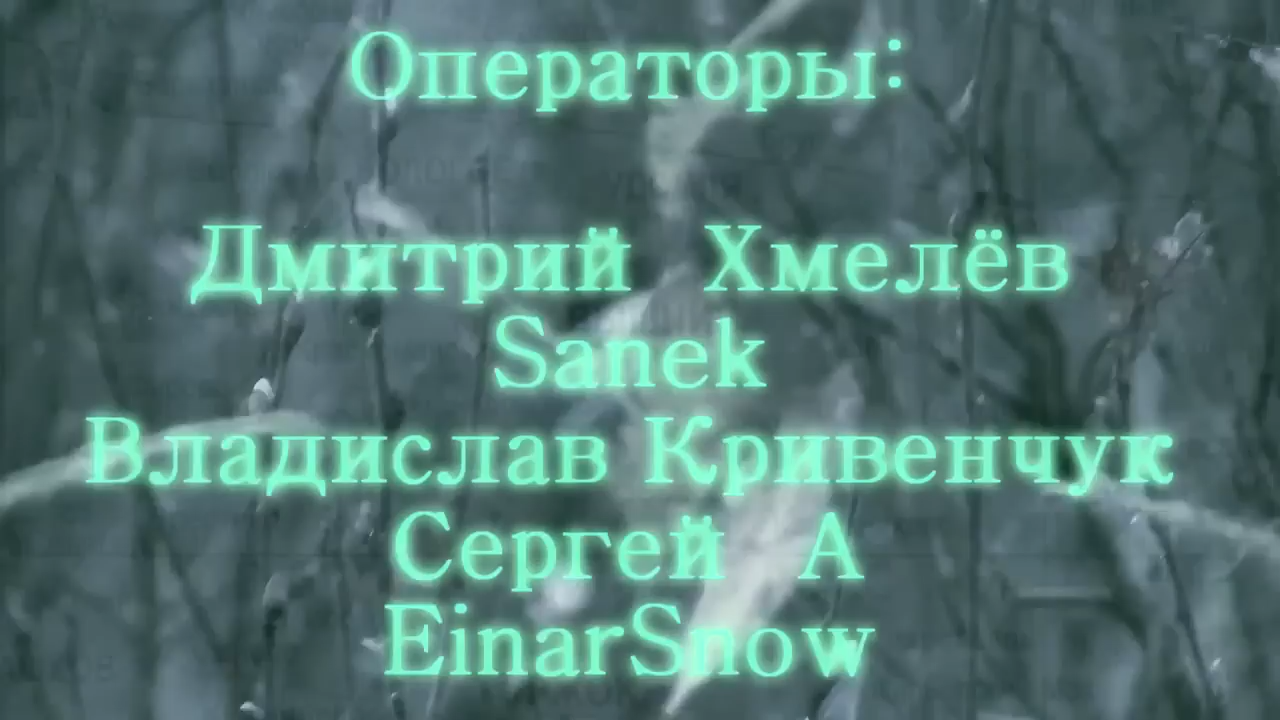 Операторы:
Дмитрий Хмелёв
Sanek
Владислав Кривенчук
Сергей А
EinarSnow